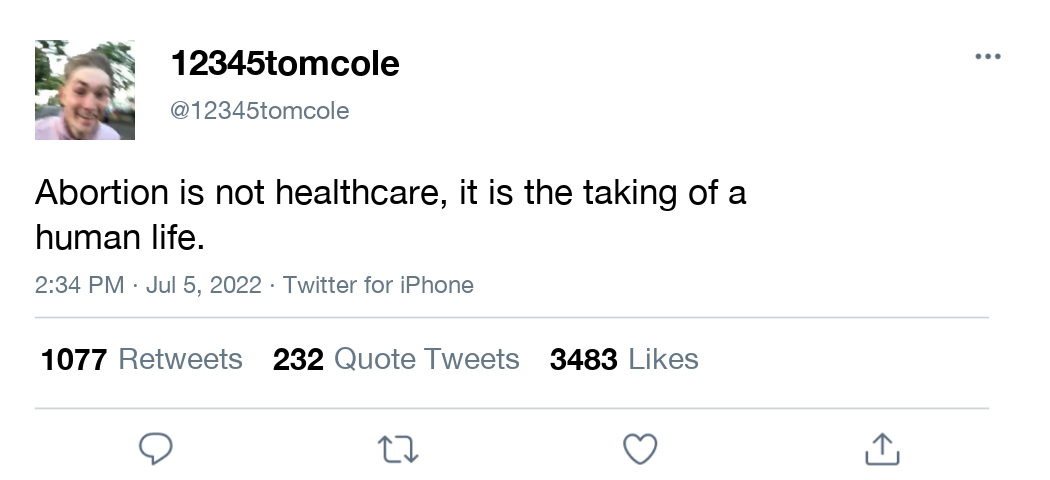 12345tomcole
@12345tomcole
Abortion is not healthcare, it is the taking of a
human life.
2:34 PM · Jul 5, 2022 · Twitter for iPhone
1077 Retweets 232 Quote Tweets 3483 Likes